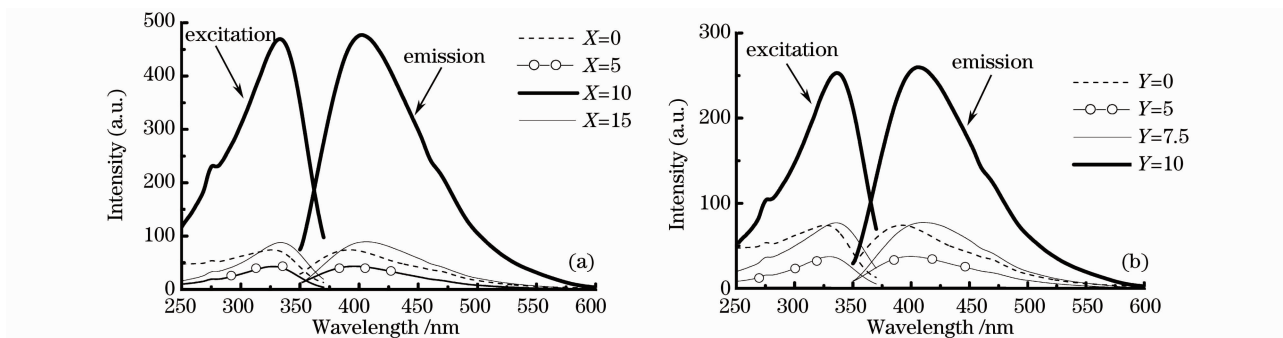 500
400
300
200
100
0
Intensity (a.u.)
excitation
emission
X=0
X=5
X=10
X=15
(a)
250 300 350 400 450 500 550 600
Wavelength /nm
300
200
100
0
Intensity (a.u.)
excitation
emission
Y=0
Y=5
Y=7.5
Y=10
(b)
250 300 350 400 450 500 550 600
Wavelength /nm